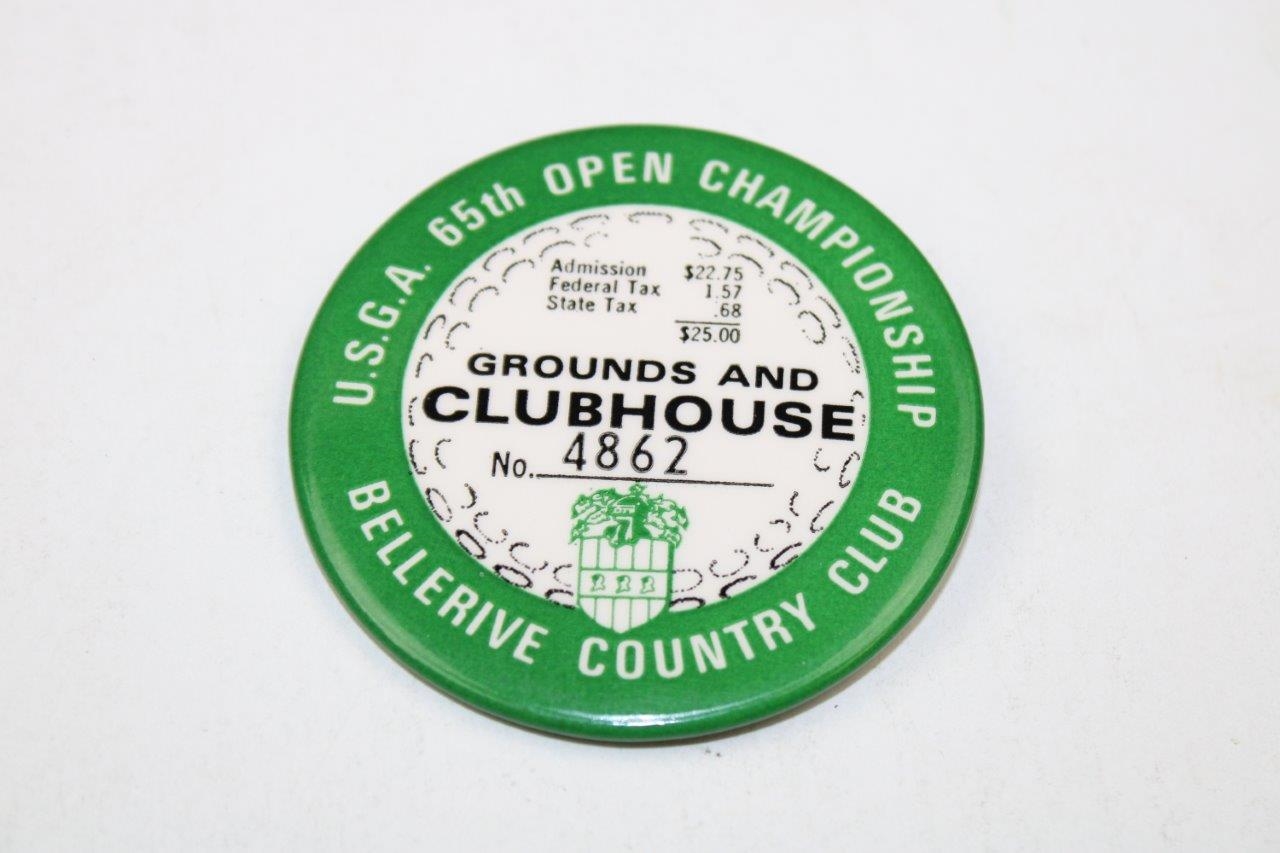 U.S.G.A. 65th OPEN CHAMPIONSHIP
Admission $22.75
Federal Tax 1.57
State Tax .68
$25.00
GROUNDS AND
CLUBHOUSE
No. 4862
BELLERIVE COUNTRY CLUB